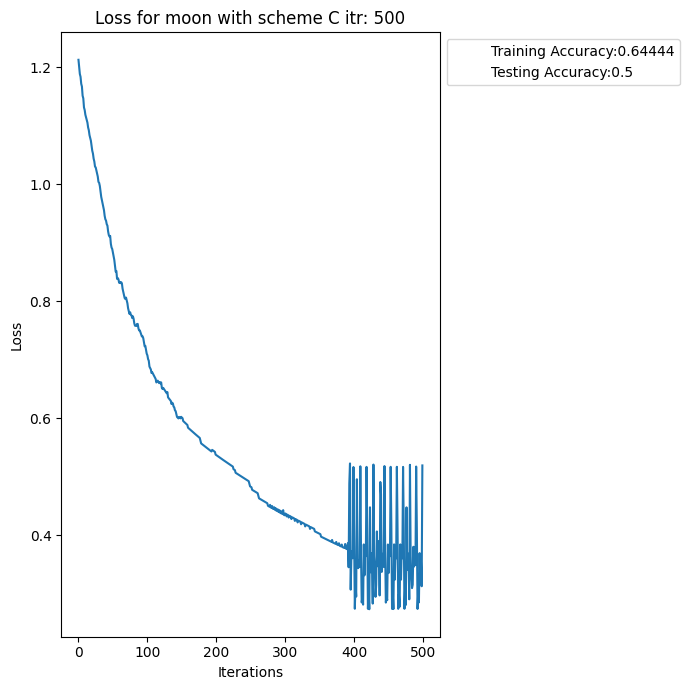 Loss for moon with scheme C itr: 500
Training Accuracy:0.64444
Testing Accuracy:0.5
1.2
1.0
0.8
0.6
0.4
Loss
0 100 200 300 400 500
Iterations